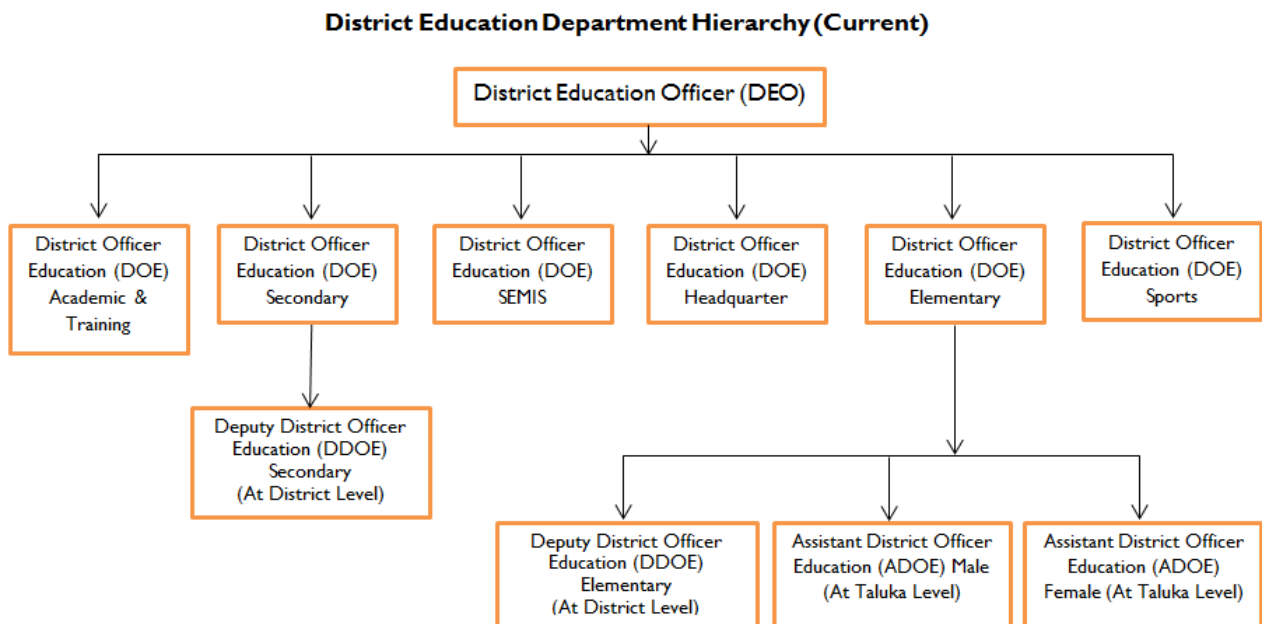 District Education Department Hierarchy (Current)
District Education Officer (DEO)
District Officer
Education (DOE)
Academic &
Training
District Officer
Education (DOE)
Secondary
District Officer
Education (DOE)
SEMIS
District Officer
Education (DOE)
Headquarter
District Officer
Education (DOE)
Elementary
District Officer
Education (DOE)
Sports
Deputy District Officer
Education (DDOE)
Secondary
(At District Level)
Deputy District Officer
Education (DDOE)
Elementary
(At District Level)
Assistant District Officer
Education (ADOE) Male
(At Taluka Level)
Assistant District Officer
Education (ADOE)
Female (At Taluka Level)